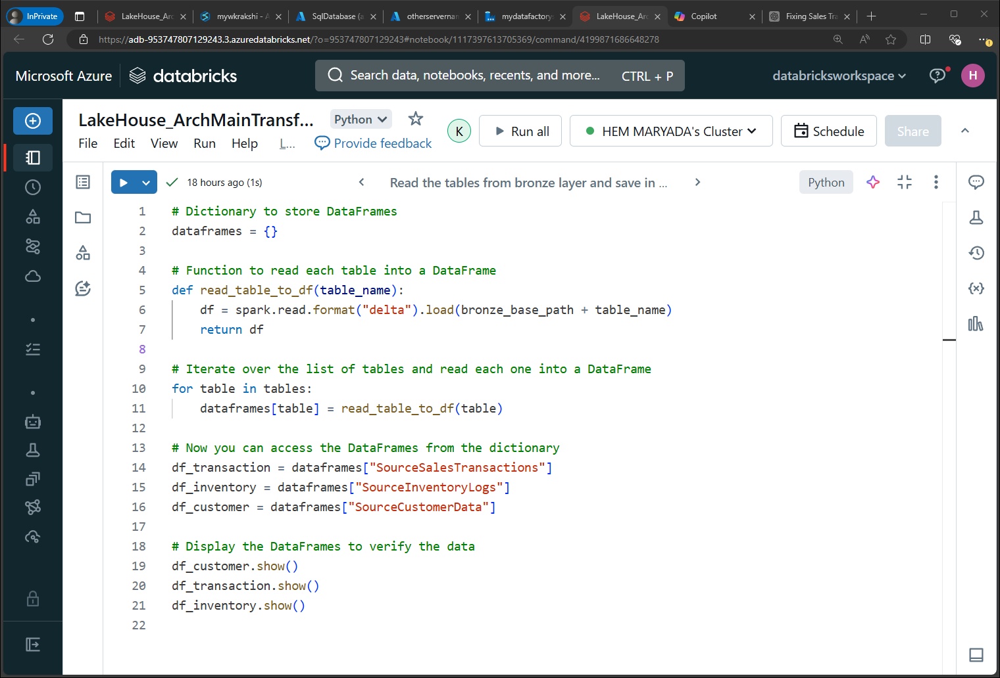 InPrivate
LakeHouse_Arc
mywkrakshi - A
SqlDatabase (a
otherservernan
mydatafactorys
LakeHouse_Arc
Copilot
Fixing Sales Tra
https://adb-953747807129243.3.azuredatabricks.net/?o=953747807129243#notebook/1117397613705369/command/4199871686648278
Microsoft Azure
databricks
Search data, notebooks, recents, and more...
CTRL + P
databricksworkspace
H
LakeHouse_ArchMainTransf...
Python
File
Edit
View
Run
Help
L...
Provide feedback
K
Run all
HEM MARYADA's Cluster
Schedule
Share
18 hours ago (1s)
Read the tables from bronze layer and save in ...
Python
1 # Dictionary to store DataFrames
2 dataframes = {}
3
4 # Function to read each table into a DataFrame
5 def read_table_to_df(table_name):
6 df = spark.read.format("delta").load(bronze_base_path + table_name)
7 return df
8
9 # Iterate over the list of tables and read each one into a DataFrame
10 for table in tables:
11 dataframes[table] = read_table_to_df(table)
12
13 # Now you can access the DataFrames from the dictionary
14 df_transaction = dataframes["SourceSalesTransactions"]
15 df_inventory = dataframes["SourceInventoryLogs"]
16 df_customer = dataframes["SourceCustomerData"]
17
18 # Display the DataFrames to verify the data
19 df_customer.show()
20 df_transaction.show()
21 df_inventory.show()
22